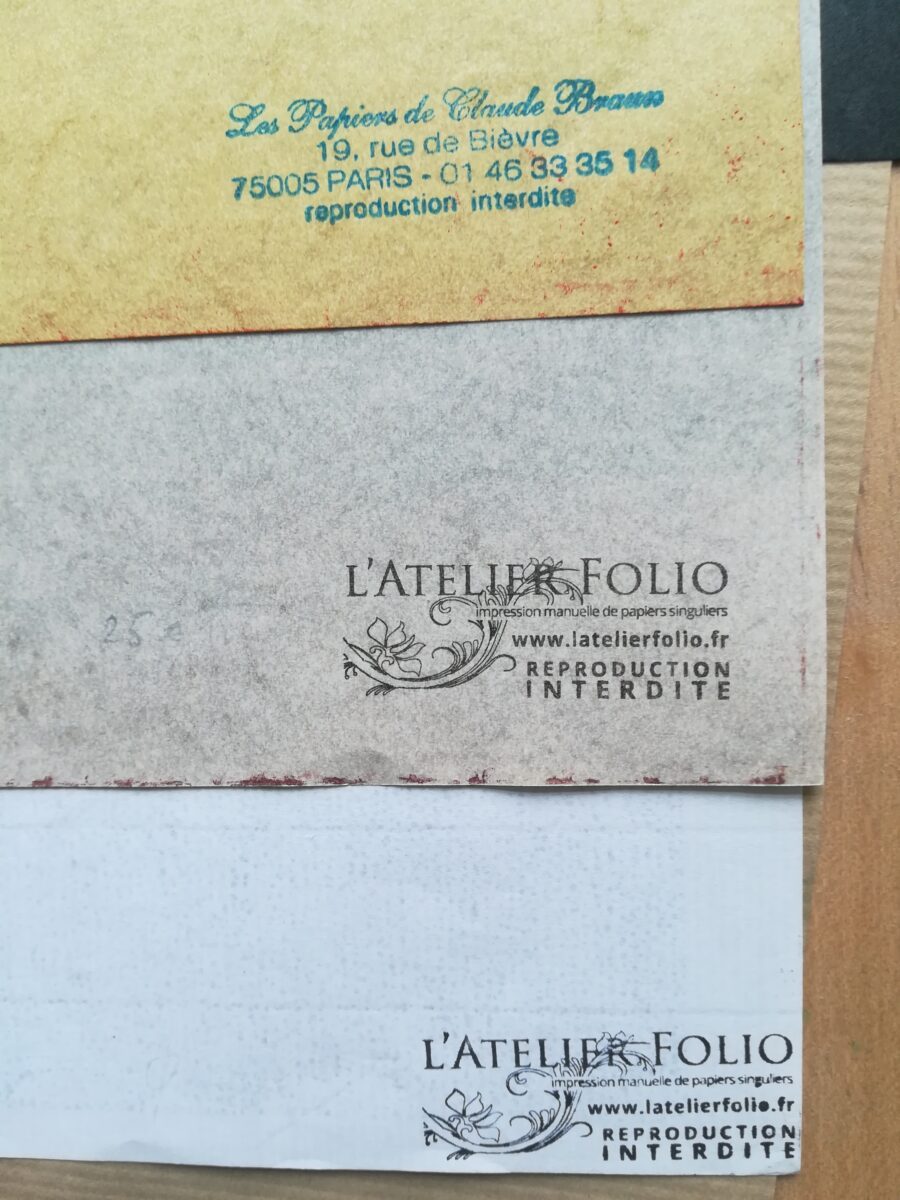 Les Papiers de Claude Braun
19, rue de Bièvre
75005 PARIS - 01 46 33 35 14
reproduction interdite
L'ATELIER FOLIO
impression manuelle de papiers singuliers
www.latelierfolio.fr
REPRODUCTION
INTERDITE
25 €
L'ATELIER FOLIO
impression manuelle de papiers singuliers
www.latelierfolio.fr
REPRODUCTION
INTERDITE